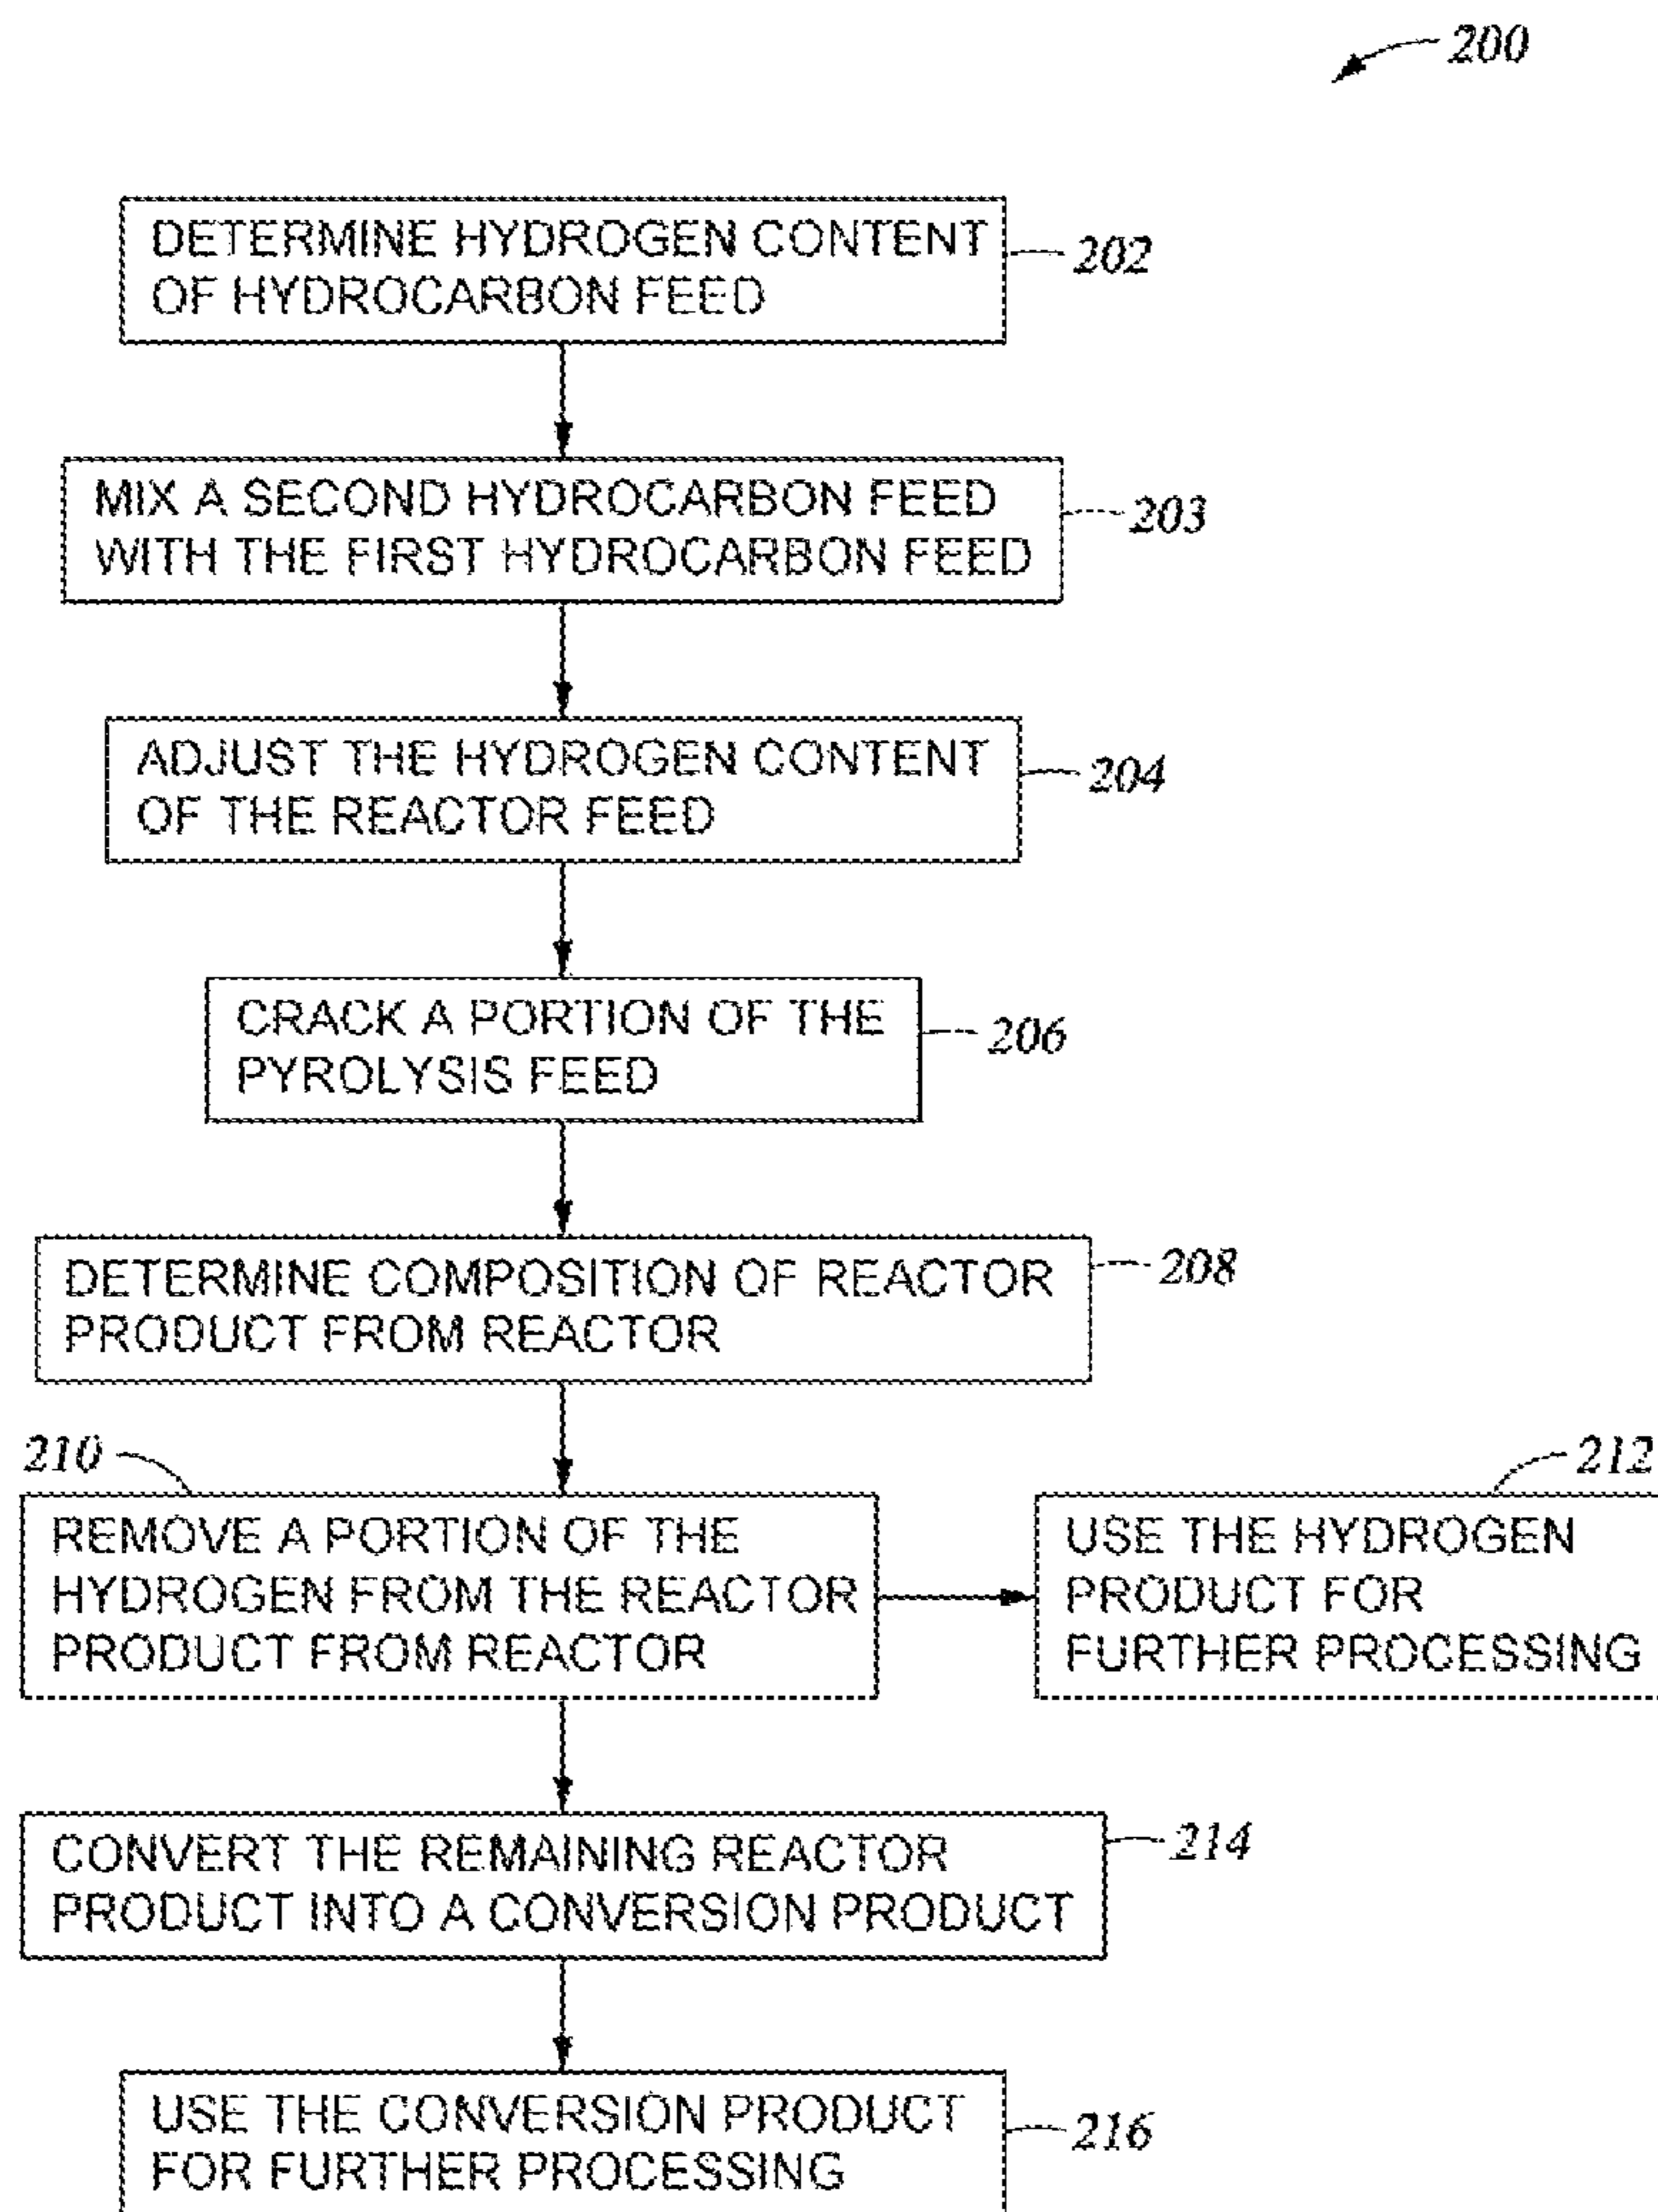 200
DETERMINE HYDROGEN CONTENT
OF HYDROCARBON FEED
202
MIX A SECOND HYDROCARBON FEED
WITH THE FIRST HYDROCARBON FEED
203
ADJUST THE HYDROGEN CONTENT
OF THE REACTOR FEED
204
CRACK A PORTION OF THE
PYROLYSIS FEED
206
DETERMINE COMPOSITION OF REACTOR
PRODUCT FROM REACTOR
208
210
REMOVE A PORTION OF THE
HYDROGEN FROM THE REACTOR
PRODUCT FROM REACTOR
212
USE THE HYDROGEN
PRODUCT FOR
FURTHER PROCESSING
CONVERT THE REMAINING REACTOR
PRODUCT INTO A CONVERSION PRODUCT
214
USE THE CONVERSION PRODUCT
FOR FURTHER PROCESSING
216